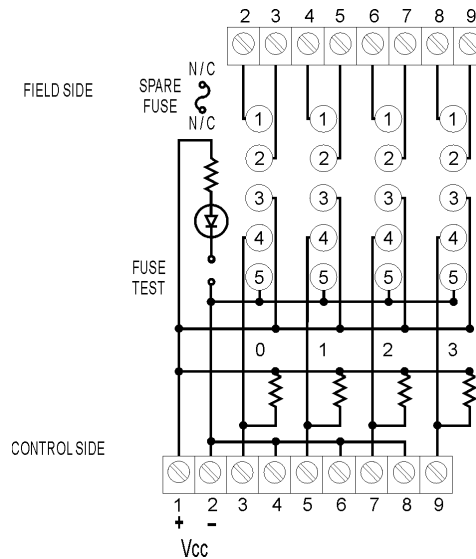 2 3 4 5 6 7 8 9
N/C
FIELD SIDE
SPARE
FUSE
N/C
1 1 1 1
2 2 2 2
3 3 3 3
4 4 4 4
FUSE
TEST
5 5 5 5
0 1 2 3
CONTROL SIDE
1 2 3 4 5 6 7 8 9
+ -
Vcc